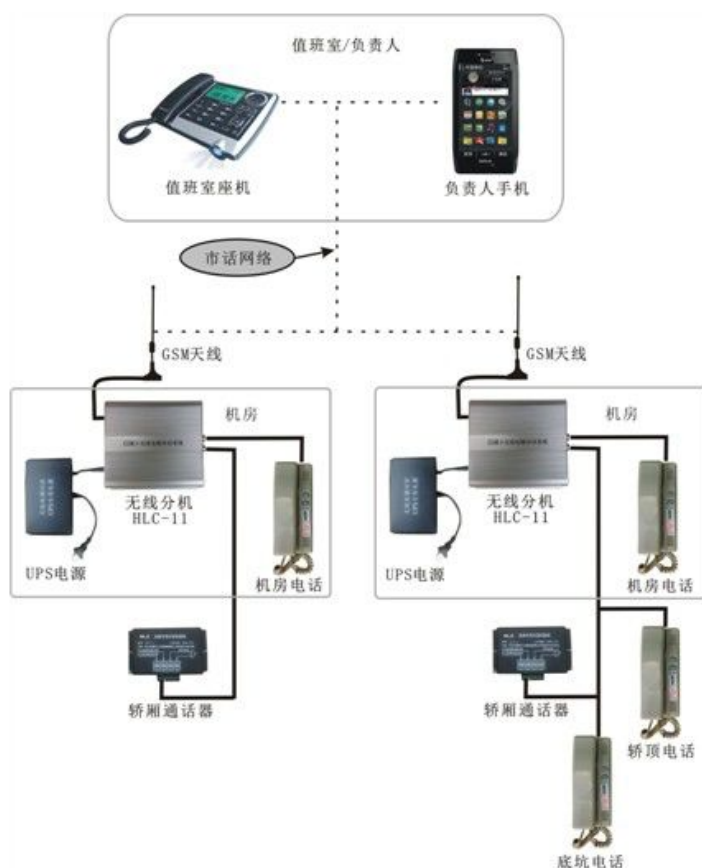 值班室/负责人
值班室座机
负责人手机
市话网络
GSM天线
GSM天线
机房
机房
无线分机
HLC-11
无线分机
HLC-11
UPS电源
机房电话
UPS电源
机房电话
轿厢通话器
轿厢通话器
轿顶电话
底坑电话